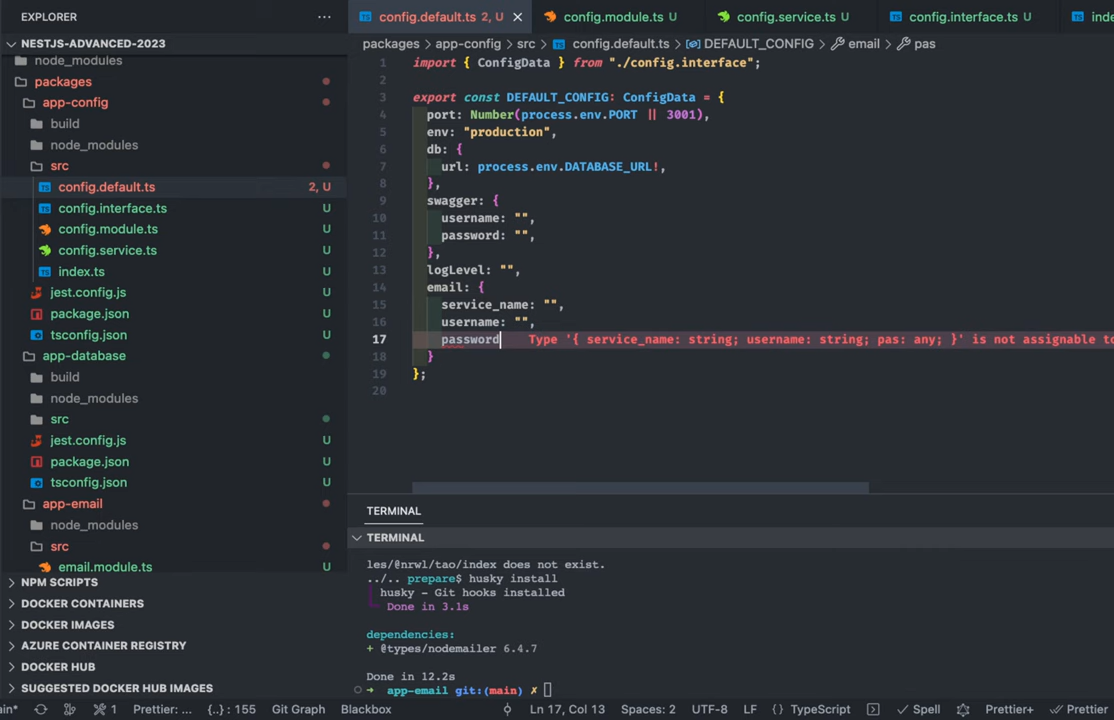 EXPLORER
NESTJS-ADVANCED-2023
node_modules
packages
app-config
build
node_modules
src
config.default.ts 2, U
config.interface.ts U
config.module.ts U
config.service.ts U
index.ts U
jest.config.js U
package.json U
tsconfig.json U
app-database
build
node_modules
src
jest.config.js U
package.json U
tsconfig.json U
app-email
node_modules
src
email.module.ts U
NPM SCRIPTS
DOCKER CONTAINERS
DOCKER IMAGES
AZURE CONTAINER REGISTRY
DOCKER HUB
SUGGESTED DOCKER HUB IMAGES
config.default.ts 2, U config.module.ts U config.service.ts U config.interface.ts U inde
packages > app-config > src > config.default.ts > DEFAULT_CONFIG > email > pas
1 import { ConfigData } from "./config.interface";
2
3 export const DEFAULT_CONFIG: ConfigData = {
4 port: Number(process.env.PORT || 3001),
5 env: "production",
6 db: {
7 url: process.env.DATABASE_URL!,
8 },
9 swagger: {
10 username: "",
11 password: "",
12 },
13 logLevel: "",
14 email: {
15 service_name: "",
16 username: "",
17 password Type '{ service_name: string; username: string; pas: any; }' is not assignable to
18 }
19 };
20
TERMINAL
TERMINAL
les/@nrwl/tao/index does not exist.
../.. prepare$ husky install
husky - Git hooks installed
Done in 3.1s
dependencies:
+ @types/nodemailer 6.4.7
Done in 12.2s
➜ app-email git:(main) ✗
ain* 1 Prettier: ... {..} : 155 Git Graph Blackbox Ln 17, Col 13 Spaces: 2 UTF-8 LF {} TypeScript Spell Prettier+ Prettier